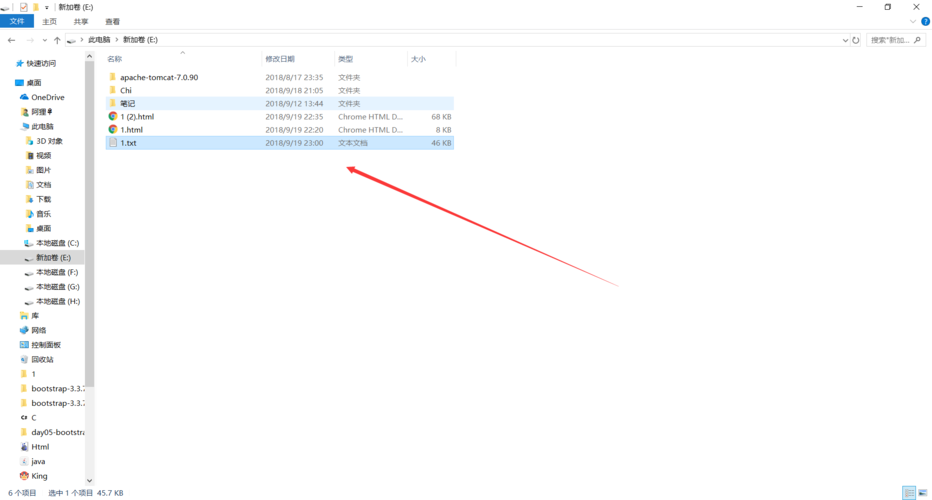 新加卷 (E:)
文件 主页 共享 查看
此电脑 新加卷 (E:) 搜索"新加...
名称 修改日期 类型 大小
apache-tomcat-7.0.90 2018/8/17 23:35 文件夹
Chi 2018/9/18 21:05 文件夹
笔记 2018/9/12 13:44 文件夹
1 (2).html 2018/9/19 22:35 Chrome HTML D... 68 KB
1.html 2018/9/19 22:20 Chrome HTML D... 8 KB
1.txt 2018/9/19 23:00 文本文档 46 KB
快速访问
桌面
OneDrive
阿狸
此电脑
3D 对象
视频
图片
文档
下载
音乐
桌面
本地磁盘 (C:)
新加卷 (E:)
本地磁盘 (F:)
本地磁盘 (G:)
本地磁盘 (H:)
库
网络
控制面板
回收站
1
bootstrap-3.3.7
bootstrap-3.3.7
C
day05-bootstra
Html
java
King
6 个项目 选中 1 个项目 45.7 KB